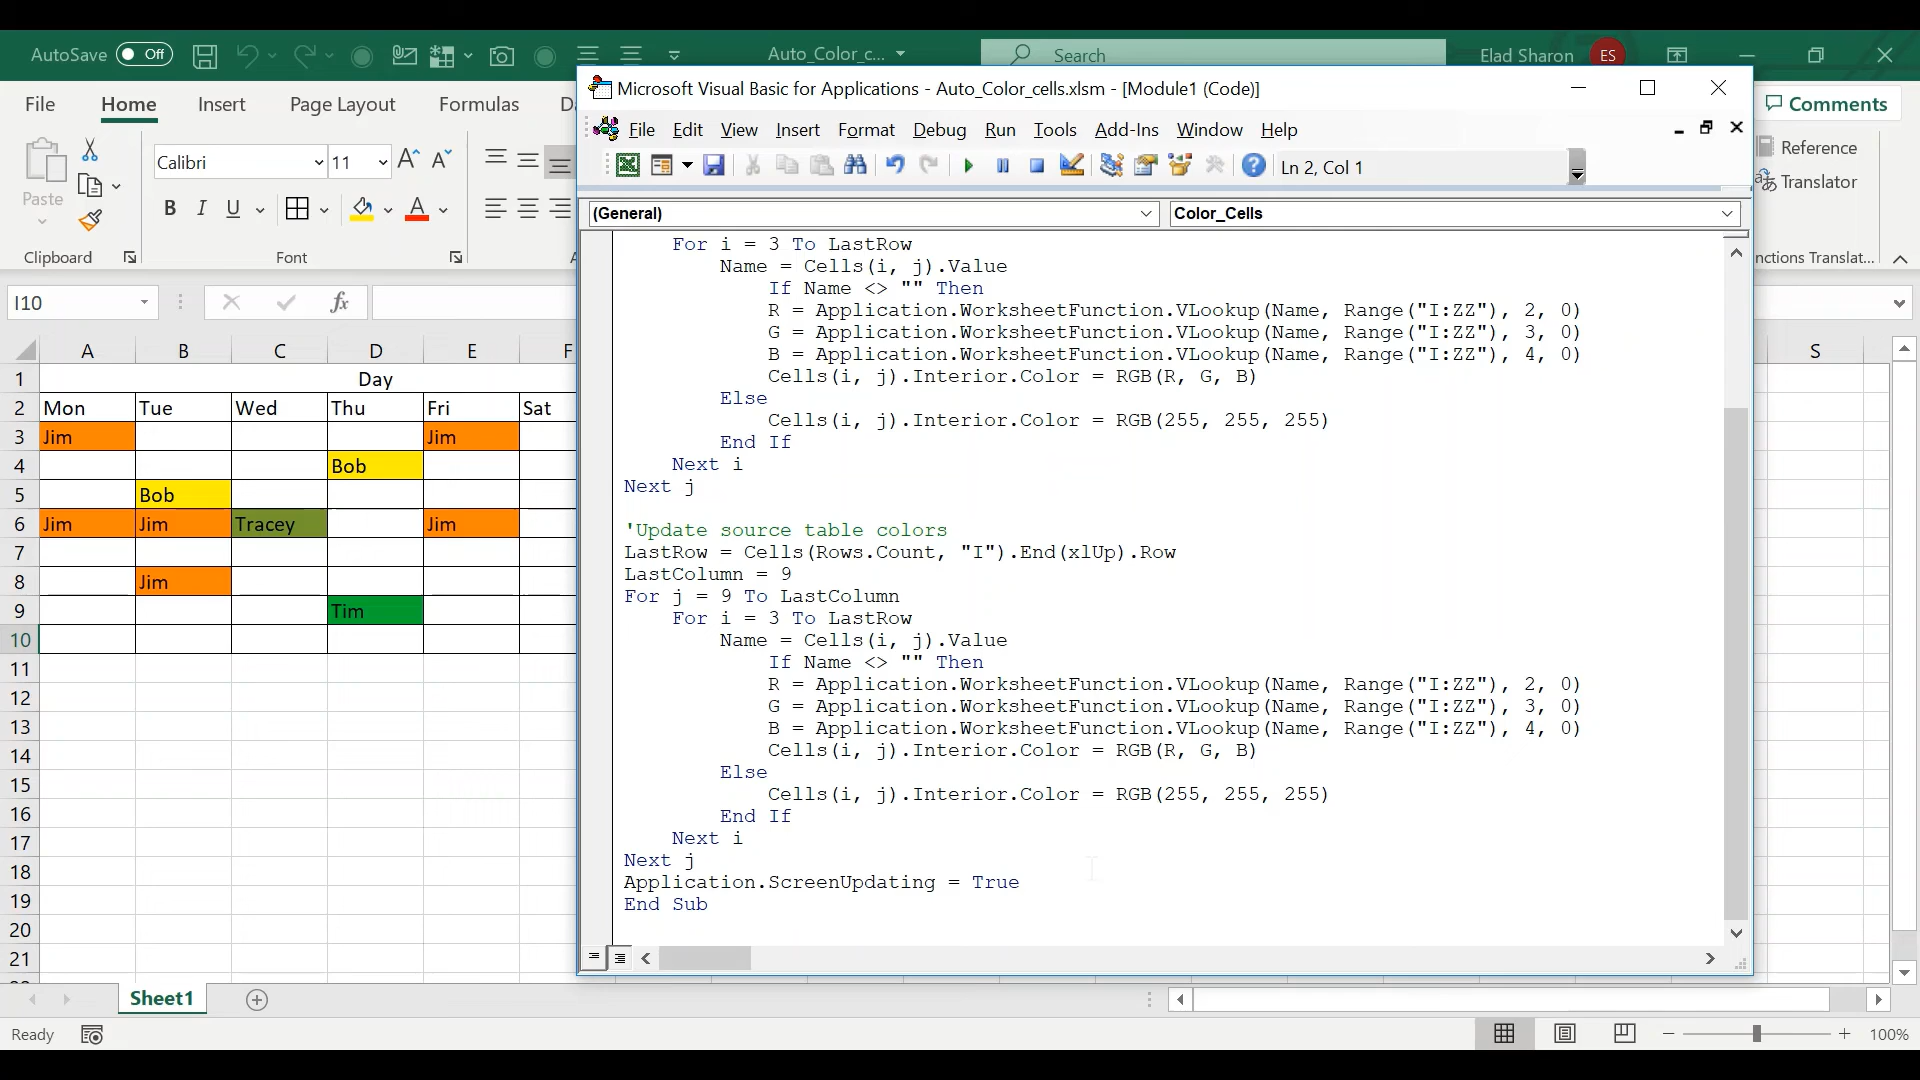 AutoSave Off Auto_Color_c... Search Elad Sharon ES
Microsoft Visual Basic for Applications - Auto_Color_cells.xlsm - [Module1 (Code)]
File Home Insert Page Layout Formulas Comments
File Edit View Insert Format Debug Run Tools Add-Ins Window Help
Paste Calibri 11 Ln 2, Col 1 Reference
Translator
B I U A
(General) Color_Cells
Clipboard Font nctions Translat...
I10 fx
A B C D E F S
1 Day
2 Mon Tue Wed Thu Fri Sat
3 Jim Jim
4 Bob
5 Bob
6 Jim Jim Tracey Jim
7
8 Jim
9 Tim
10
11
12
13
14
15
16
17
18
19
20
21
For i = 3 To LastRow
Name = Cells(i, j).Value
If Name <> "" Then
R = Application.WorksheetFunction.VLookup(Name, Range("I:ZZ"), 2, 0)
G = Application.WorksheetFunction.VLookup(Name, Range("I:ZZ"), 3, 0)
B = Application.WorksheetFunction.VLookup(Name, Range("I:ZZ"), 4, 0)
Cells(i, j).Interior.Color = RGB(R, G, B)
Else
Cells(i, j).Interior.Color = RGB(255, 255, 255)
End If
Next i
Next j
'Update source table colors
LastRow = Cells(Rows.Count, "I").End(xlUp).Row
LastColumn = 9
For j = 9 To LastColumn
For i = 3 To LastRow
Name = Cells(i, j).Value
If Name <> "" Then
R = Application.WorksheetFunction.VLookup(Name, Range("I:ZZ"), 2, 0)
G = Application.WorksheetFunction.VLookup(Name, Range("I:ZZ"), 3, 0)
B = Application.WorksheetFunction.VLookup(Name, Range("I:ZZ"), 4, 0)
Cells(i, j).Interior.Color = RGB(R, G, B)
Else
Cells(i, j).Interior.Color = RGB(255, 255, 255)
End If
Next i
Next j
Application.ScreenUpdating = True
End Sub
Sheet1
Ready 100%